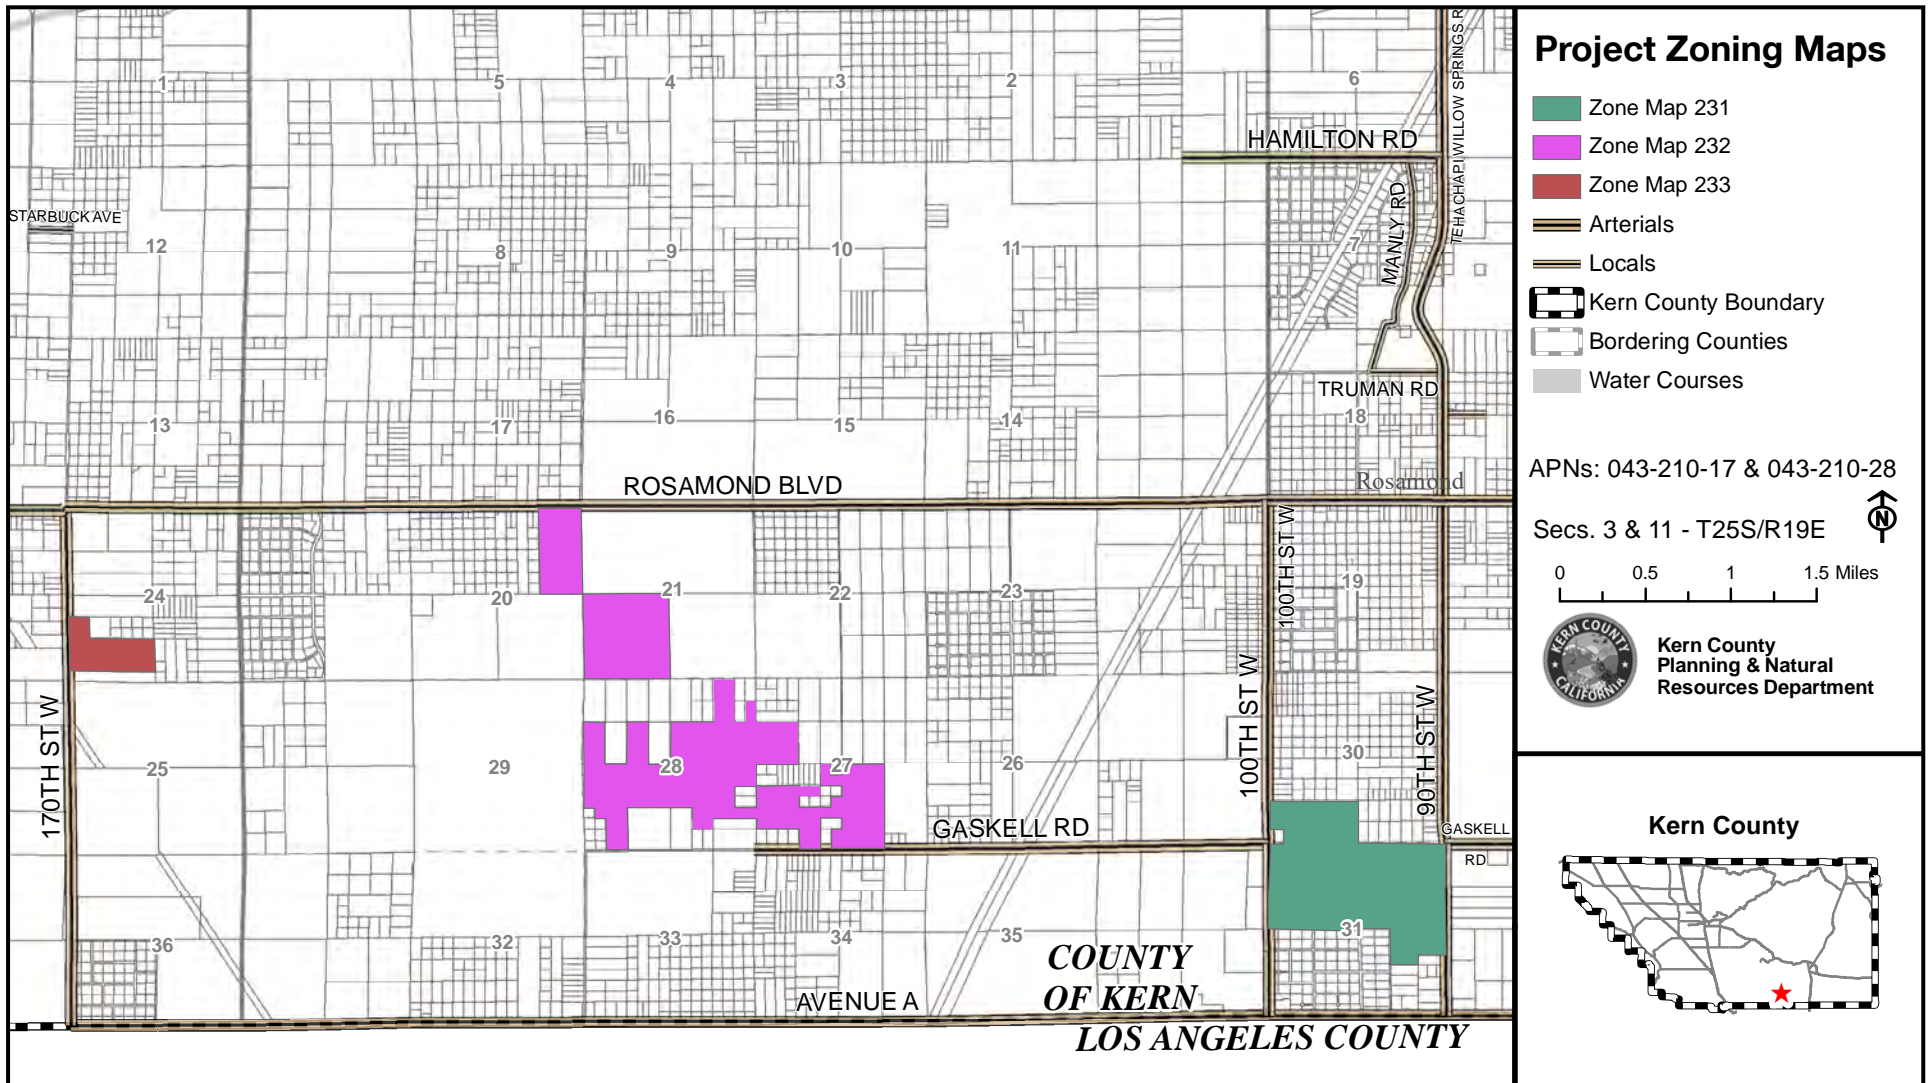 1
5
4
3
2
6
TEHACHAPI WILLOW SPRINGS R
HAMILTON RD
STARBUCK AVE
12
8
9
10
11
7
MANLY RD
TRUMAN RD
13
17
16
15
14
18
ROSAMOND BLVD
Rosamond
24
20
21
22
23
19
100TH ST W
170TH ST W
25
29
28
27
26
100TH ST W
30
90TH ST W
GASKELL RD
GASKELL
RD
36
32
33
34
35
31
COUNTY
OF KERN
AVENUE A
LOS ANGELES COUNTY
Project Zoning Maps
Zone Map 231
Zone Map 232
Zone Map 233
Arterials
Locals
Kern County Boundary
Bordering Counties
Water Courses
APNs: 043-210-17 & 043-210-28
Secs. 3 & 11 - T25S/R19E
N
0 0.5 1 1.5 Miles
KERN COUNTY
CALIFORNIA
Kern County
Planning & Natural
Resources Department
Kern County